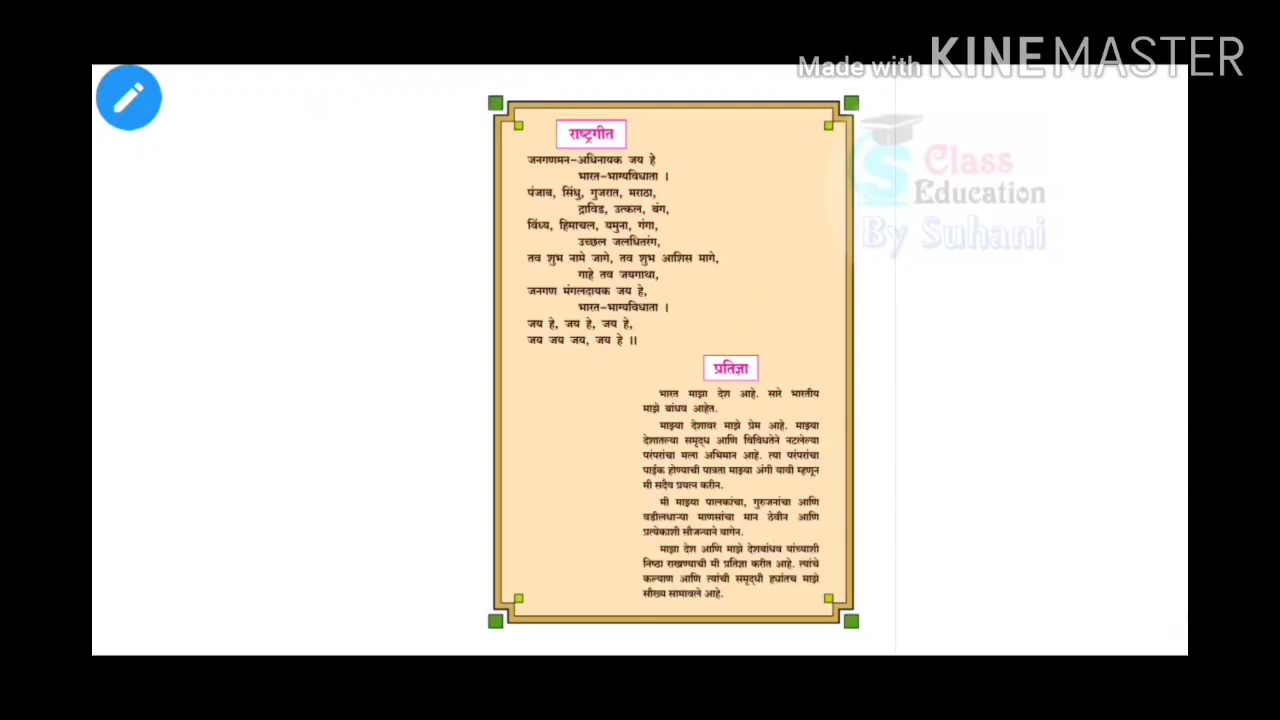 Made with KINEMASTER
S Class
Education
By Suhani
राष्ट्रगीत
जनगणमन-अधिनायक जय हे
भारत-भाग्यविधाता ।
पंजाब, सिंधु, गुजरात, मराठा,
द्राविड, उत्कल, बंग,
विंध्य, हिमाचल, यमुना, गंगा,
उच्छल जलधितरंग,
तव शुभ नामे जागे, तव शुभ आशिस मागे,
गाहे तव जयगाथा,
जनगण मंगलदायक जय हे,
भारत-भाग्यविधाता ।
जय हे, जय हे, जय हे,
जय जय जय, जय हे ।।
प्रतिज्ञा
भारत माझा देश आहे. सारे भारतीय
माझे बांधव आहेत.
माझ्या देशावर माझे प्रेम आहे. माझ्या
देशातल्या समृद्ध आणि विविधतेने नटलेल्या
परंपरांचा मला अभिमान आहे. त्या परंपरांचा
पाईक होण्याची पात्रता माझ्या अंगी यावी म्हणून
मी सदैव प्रयत्न करीन.
मी माझ्या पालकांचा, गुरुजनांचा आणि
वडीलधाऱ्या माणसांचा मान ठेवीन आणि
प्रत्येकाशी सौजन्याने वागेन.
माझा देश आणि माझे देशबांधव यांच्याशी
निष्ठा राखण्याची मी प्रतिज्ञा करीत आहे. त्यांचे
कल्याण आणि त्यांची समृद्धी ह्यांतच माझे
सौख्य सामावले आहे.